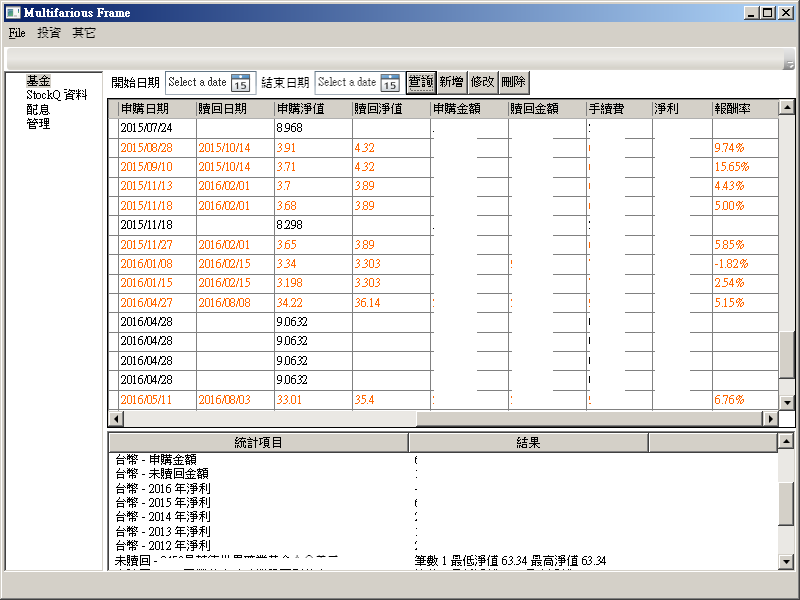 Multifarious Frame
File 投資 其它
基金
StockQ 資料
配息
管理
開始日期 Select a date 15 結束日期 Select a date 15 查詢 新增 修改 刪除
申購日期 贖回日期 申購淨值 贖回淨值 申購金額 贖回金額 手續費 淨利 報酬率
2015/07/24 8.968
2015/08/28 2015/10/14 3.91 4.32 9.74%
2015/09/10 2015/10/14 3.71 4.32 15.65%
2015/11/13 2016/02/01 3.7 3.89 4.43%
2015/11/18 2016/02/01 3.68 3.89 5.00%
2015/11/18 8.298
2015/11/27 2016/02/01 3.65 3.89 5.85%
2016/01/08 2016/02/15 3.34 3.303 -1.82%
2016/01/15 2016/02/15 3.198 3.303 2.54%
2016/04/27 2016/08/08 34.22 36.14 5.15%
2016/04/28 9.0632
2016/04/28 9.0632
2016/04/28 9.0632
2016/04/28 9.0632
2016/05/11 2016/08/03 33.01 35.4 6.76%
統計項目 結果
台幣 - 申購金額
台幣 - 未贖回金額
台幣 - 2016 年淨利
台幣 - 2015 年淨利
台幣 - 2014 年淨利
台幣 - 2013 年淨利
台幣 - 2012 年淨利
未贖回 - 筆數 1 最低淨值 63.34 最高淨值 63.34